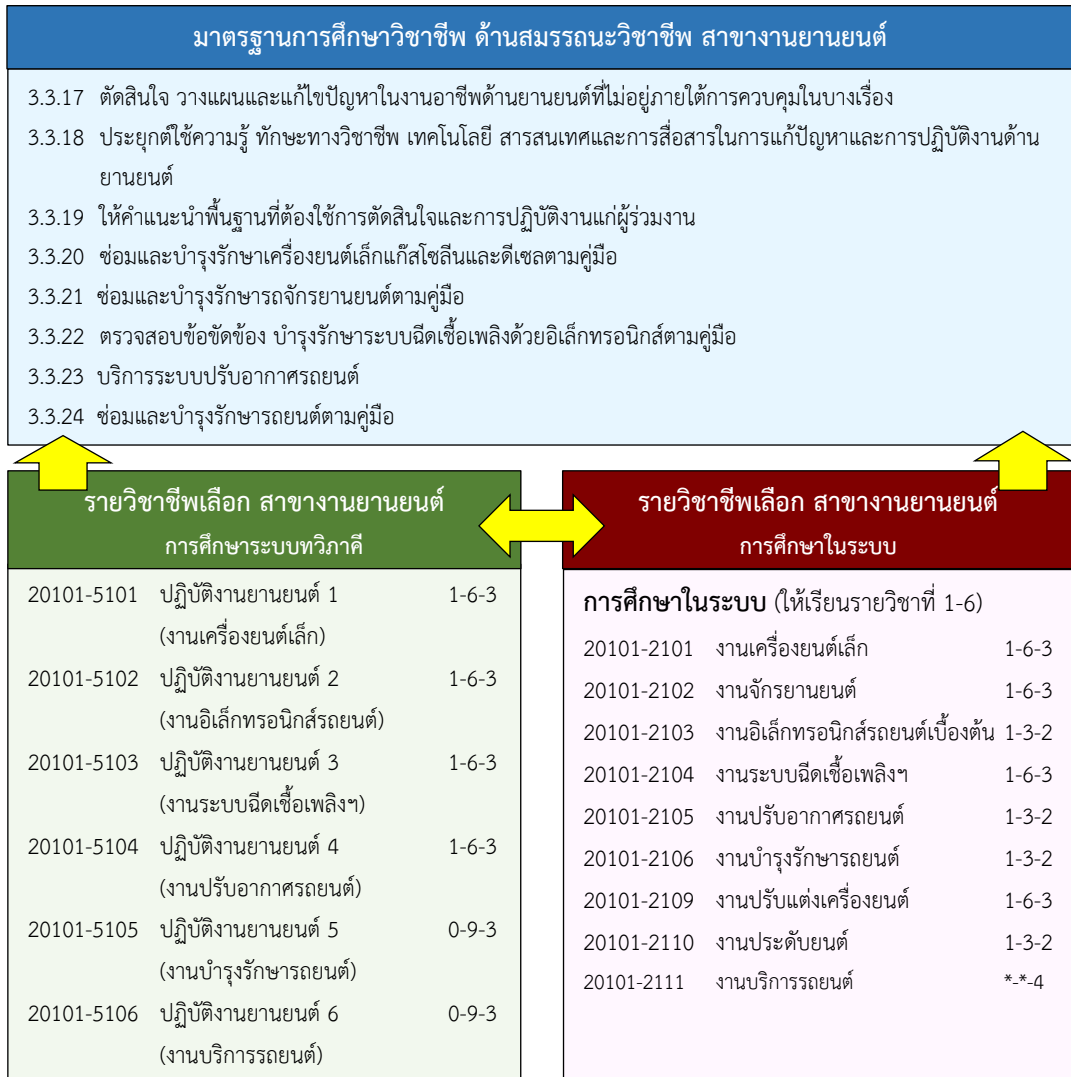 มาตรฐานการศึกษาวิชาชีพ ด้านสมรรถนะวิชาชีพ สาขางานยานยนต์
3.3.17 ตัดสินใจ วางแผนและแก้ไขปัญหาในงานอาชีพด้านยานยนต์ที่ไม่อยู่ภายใต้การควบคุมในบางเรื่อง
3.3.18 ประยุกต์ใช้ความรู้ ทักษะทางวิชาชีพ เทคโนโลยี สารสนเทศและการสื่อสารในการแก้ปัญหาและการปฏิบัติงานด้าน
ยานยนต์
3.3.19 ให้คำแนะนำพื้นฐานที่ต้องใช้การตัดสินใจและการปฏิบัติงานแก่ผู้ร่วมงาน
3.3.20 ซ่อมและบำรุงรักษาเครื่องยนต์เล็กแก๊สโซลีนและดีเซลตามคู่มือ
3.3.21 ซ่อมและบำรุงรักษารถจักรยานยนต์ตามคู่มือ
3.3.22 ตรวจสอบข้อขัดข้อง บำรุงรักษาระบบฉีดเชื้อเพลิงด้วยอิเล็กทรอนิกส์ตามคู่มือ
3.3.23 บริการระบบปรับอากาศรถยนต์
3.3.24 ซ่อมและบำรุงรักษารถยนต์ตามคู่มือ
รายวิชาชีพเลือก สาขางานยานยนต์
การศึกษาระบบทวิภาคี
20101-5101 ปฏิบัติงานยานยนต์ 1 1-6-3
(งานเครื่องยนต์เล็ก)
20101-5102 ปฏิบัติงานยานยนต์ 2 1-6-3
(งานอิเล็กทรอนิกส์รถยนต์)
20101-5103 ปฏิบัติงานยานยนต์ 3 1-6-3
(งานระบบฉีดเชื้อเพลิงฯ)
20101-5104 ปฏิบัติงานยานยนต์ 4 1-6-3
(งานปรับอากาศรถยนต์)
20101-5105 ปฏิบัติงานยานยนต์ 5 0-9-3
(งานบำรุงรักษารถยนต์)
20101-5106 ปฏิบัติงานยานยนต์ 6 0-9-3
(งานบริการรถยนต์)
รายวิชาชีพเลือก สาขางานยานยนต์
การศึกษาในระบบ
การศึกษาในระบบ (ให้เรียนรายวิชาที่ 1-6)
20101-2101 งานเครื่องยนต์เล็ก 1-6-3
20101-2102 งานจักรยานยนต์ 1-6-3
20101-2103 งานอิเล็กทรอนิกส์รถยนต์เบื้องต้น 1-3-2
20101-2104 งานระบบฉีดเชื้อเพลิงฯ 1-6-3
20101-2105 งานปรับอากาศรถยนต์ 1-3-2
20101-2106 งานบำรุงรักษารถยนต์ 1-3-2
20101-2109 งานปรับแต่งเครื่องยนต์ 1-6-3
20101-2110 งานประดับยนต์ 1-3-2
20101-2111 งานบริการรถยนต์ *-*-4